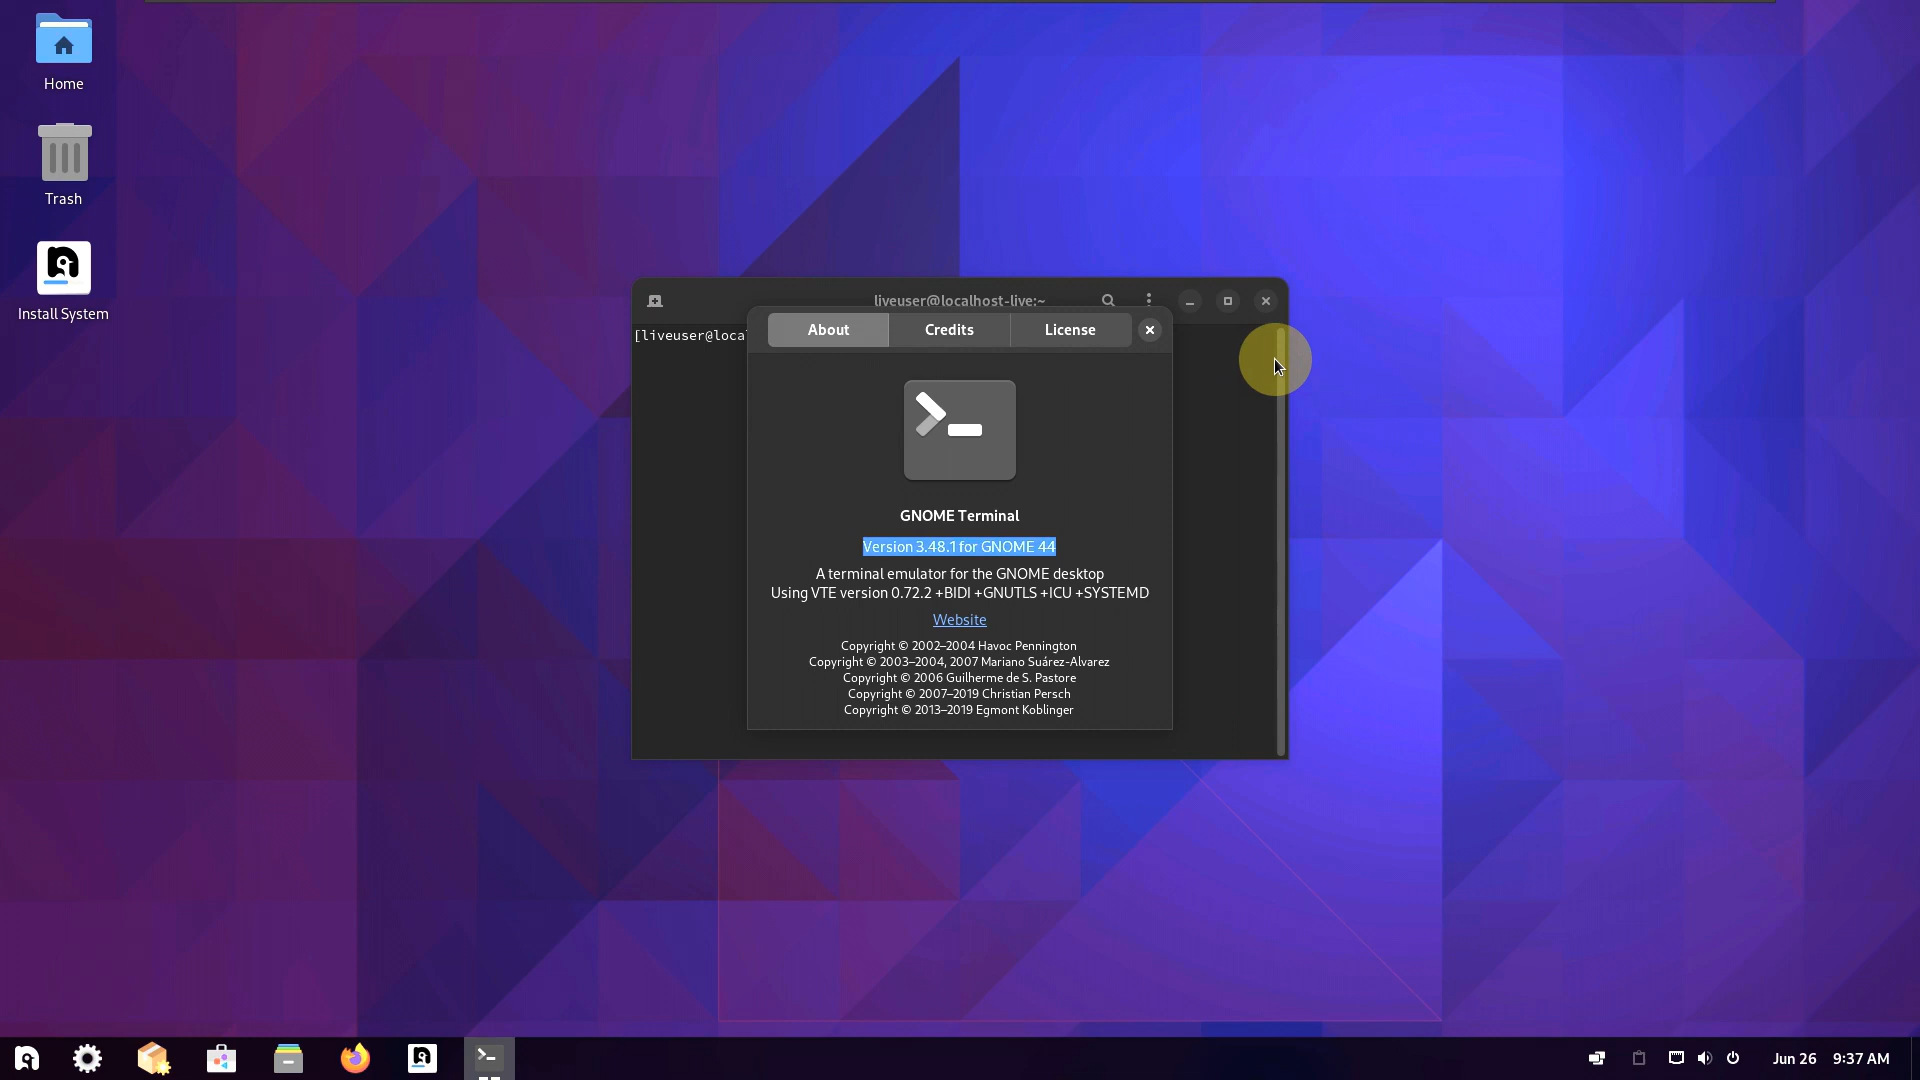 Home
Trash
Install System
liveuser@localhost-live:~
[liveuser@loca
About
Credits
License
GNOME Terminal
Version 3.48.1 for GNOME 44
A terminal emulator for the GNOME desktop
Using VTE version 0.72.2 +BIDI +GNUTLS +ICU +SYSTEMD
Website
Copyright © 2002–2004 Havoc Pennington
Copyright © 2003–2004, 2007 Mariano Suárez-Alvarez
Copyright © 2006 Guilherme de S. Pastore
Copyright © 2007–2019 Christian Persch
Copyright © 2013–2019 Egmont Koblinger
Jun 26 9:37 AM